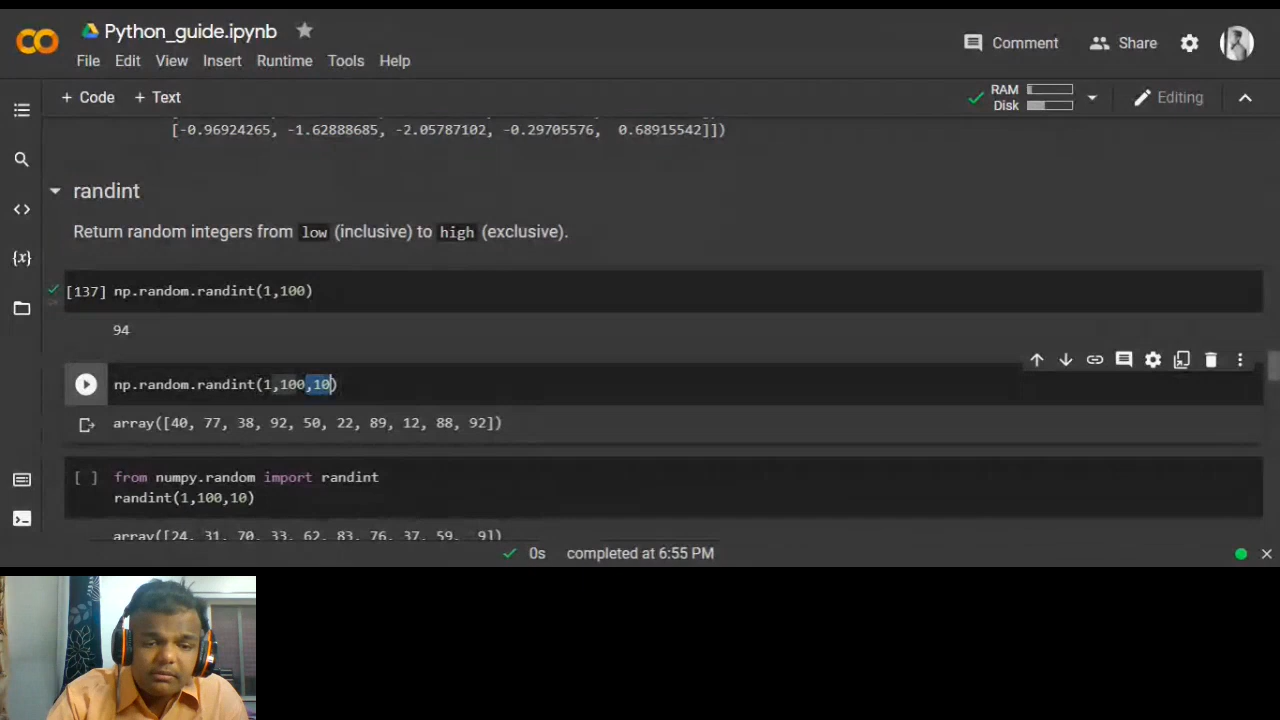 Python_guide.ipynb
File Edit View Insert Runtime Tools Help
Comment Share
+ Code + Text
RAM
Disk
Editing
[-0.96924265, -1.62888685, -2.05787102, -0.29705576, 0.68915542]])
randint
Return random integers from low (inclusive) to high (exclusive).
[137] np.random.randint(1,100)
94
np.random.randint(1,100,10)
array([40, 77, 38, 92, 50, 22, 89, 12, 88, 92])
[ ] from numpy.random import randint
randint(1,100,10)
array([24, 31, 70, 33, 62, 83, 76, 37, 59, 9])
0s completed at 6:55 PM